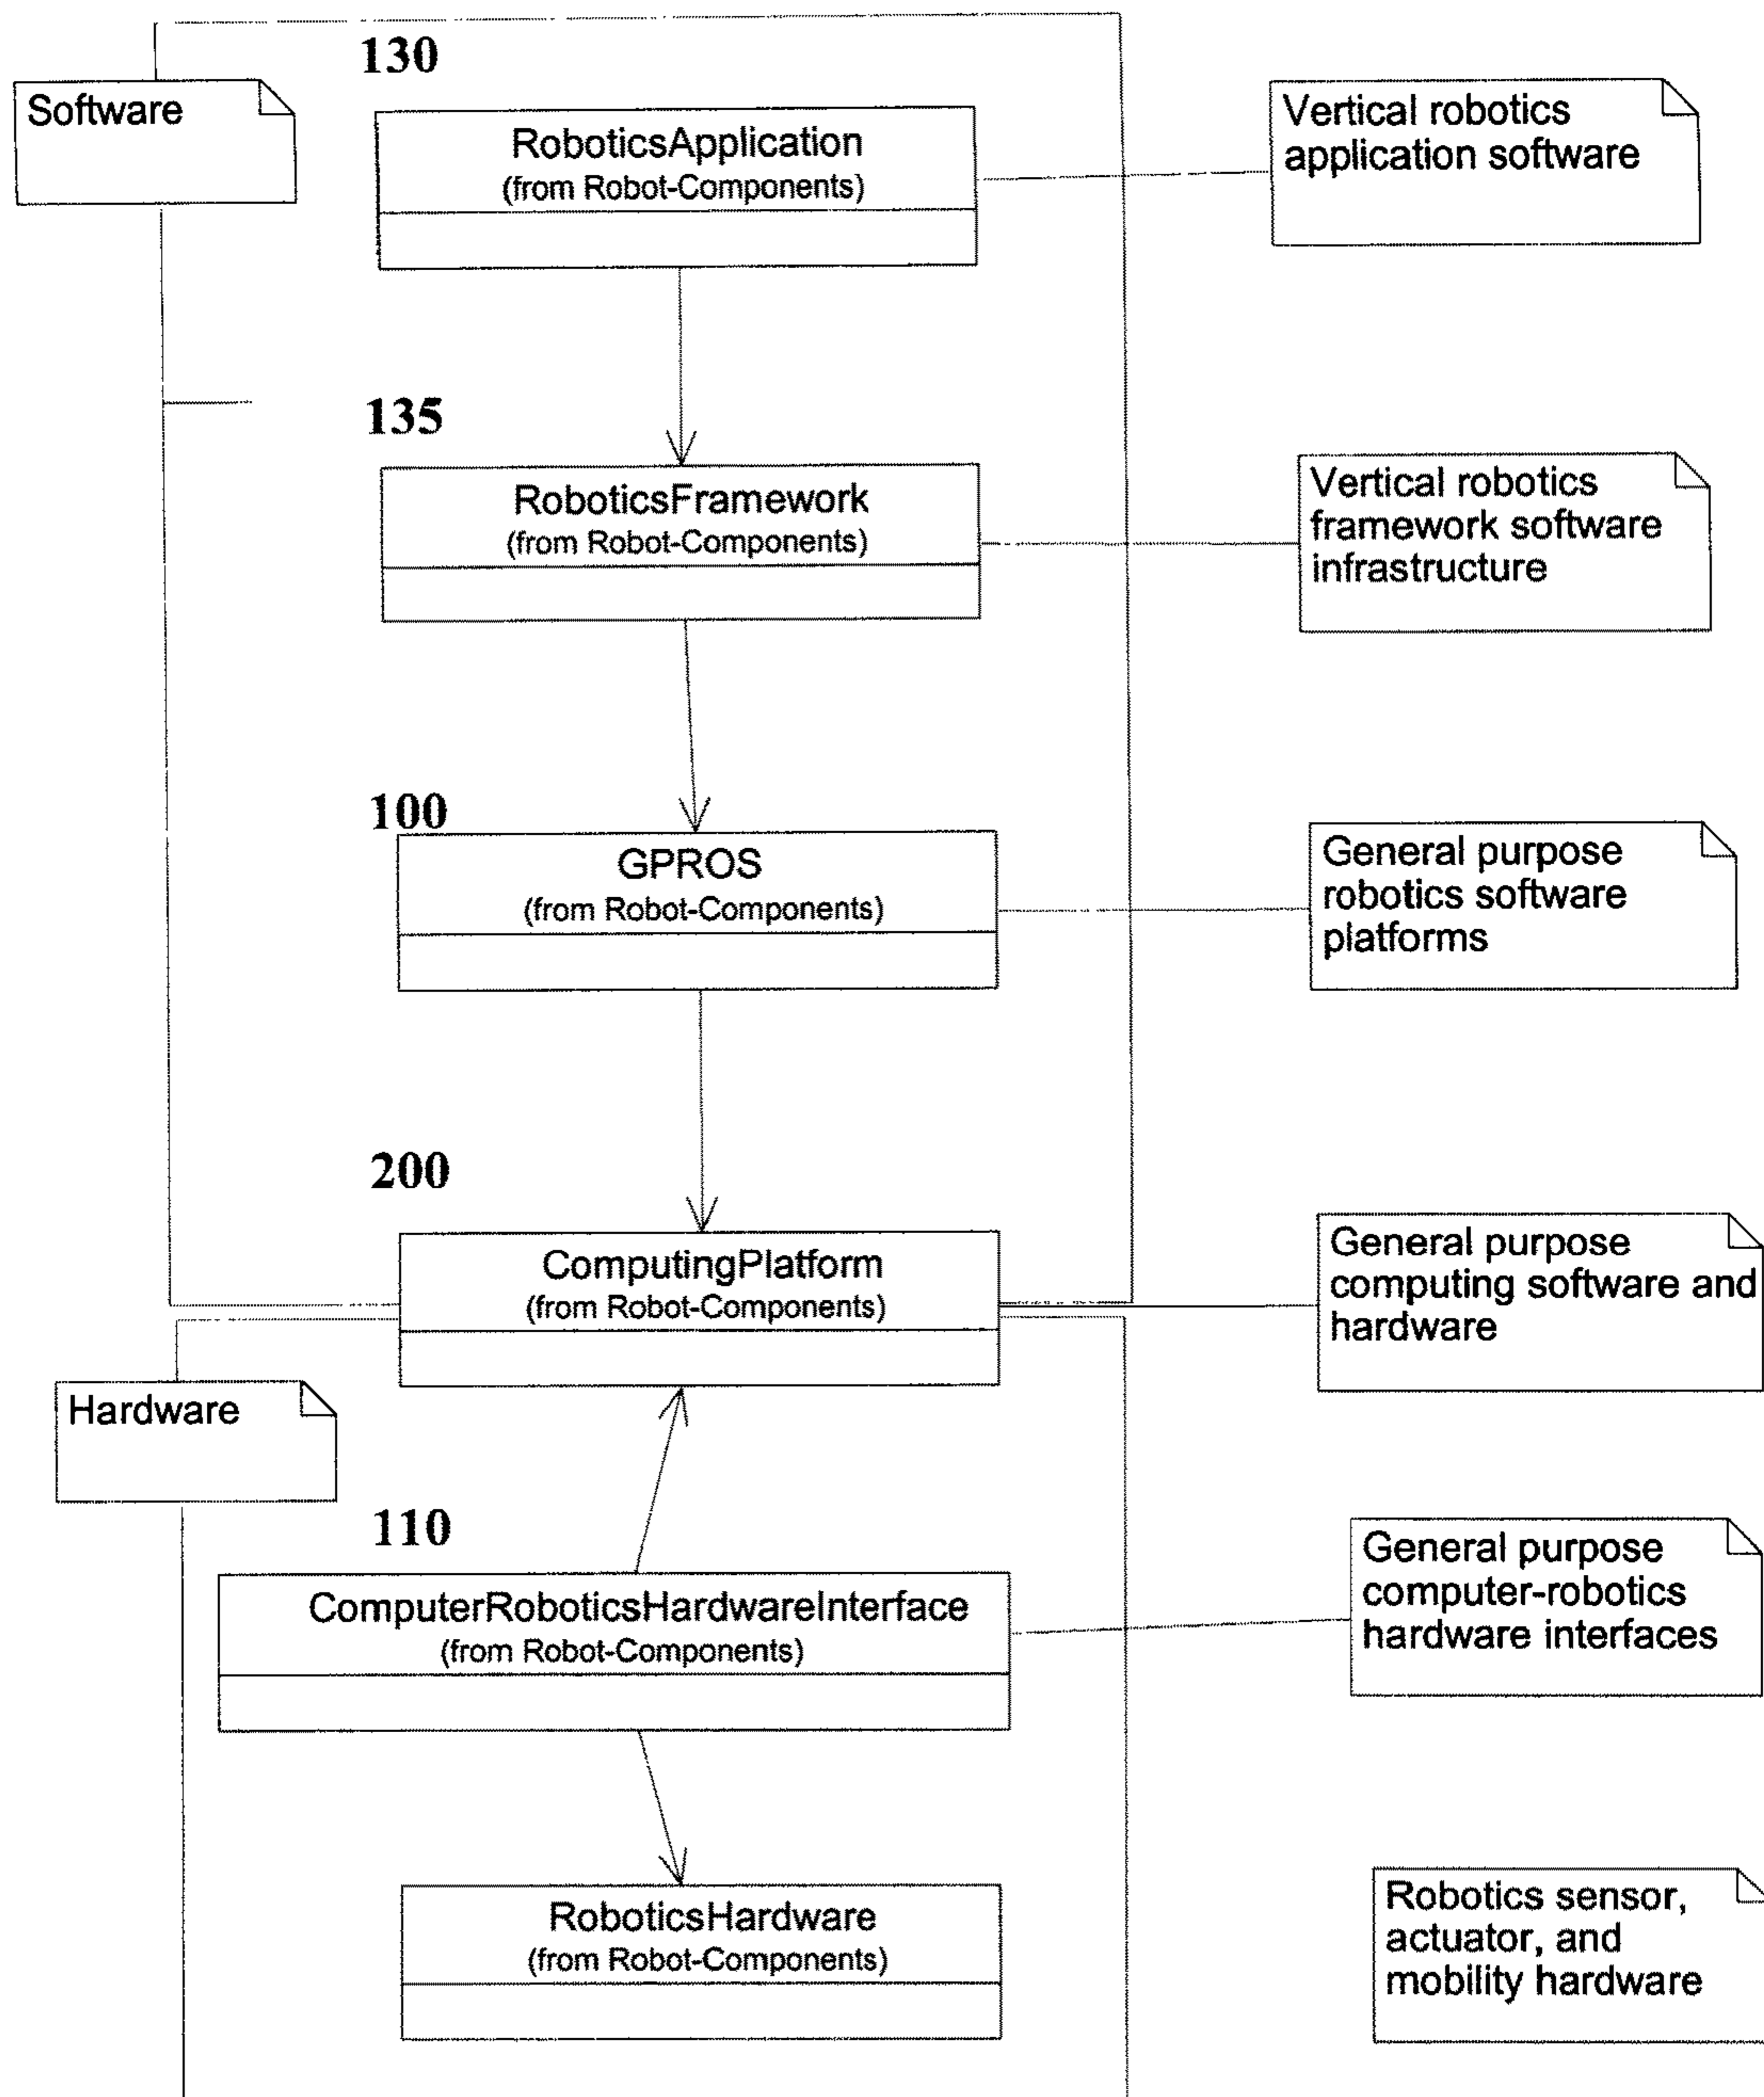 130
Software
RoboticsApplication
(from Robot-Components)
Vertical robotics
application software
135
RoboticsFramework
(from Robot-Components)
Vertical robotics
framework software
infrastructure
100
GPROS
(from Robot-Components)
General purpose
robotics software
platforms
200
ComputingPlatform
(from Robot-Components)
General purpose
computing software and
hardware
Hardware
110
ComputerRoboticsHardwareInterface
(from Robot-Components)
General purpose
computer-robotics
hardware interfaces
RoboticsHardware
(from Robot-Components)
Robotics sensor,
actuator, and
mobility hardware